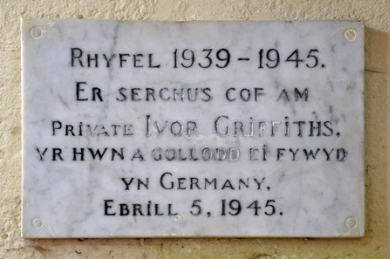 RHYFEL 1939 - 1945.
ER SERCHUS COF AM
PRIVATE IVOR GRIFFITHS,
YR HWN A GOLLODD EI FYWYD
YN GERMANY,
EBRILL 5, 1945.